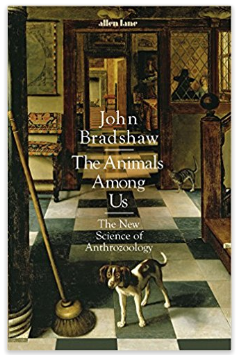 allen lane
John
Bradshaw
The Animals
Among
Us
The New
Science of
Anthrozoology